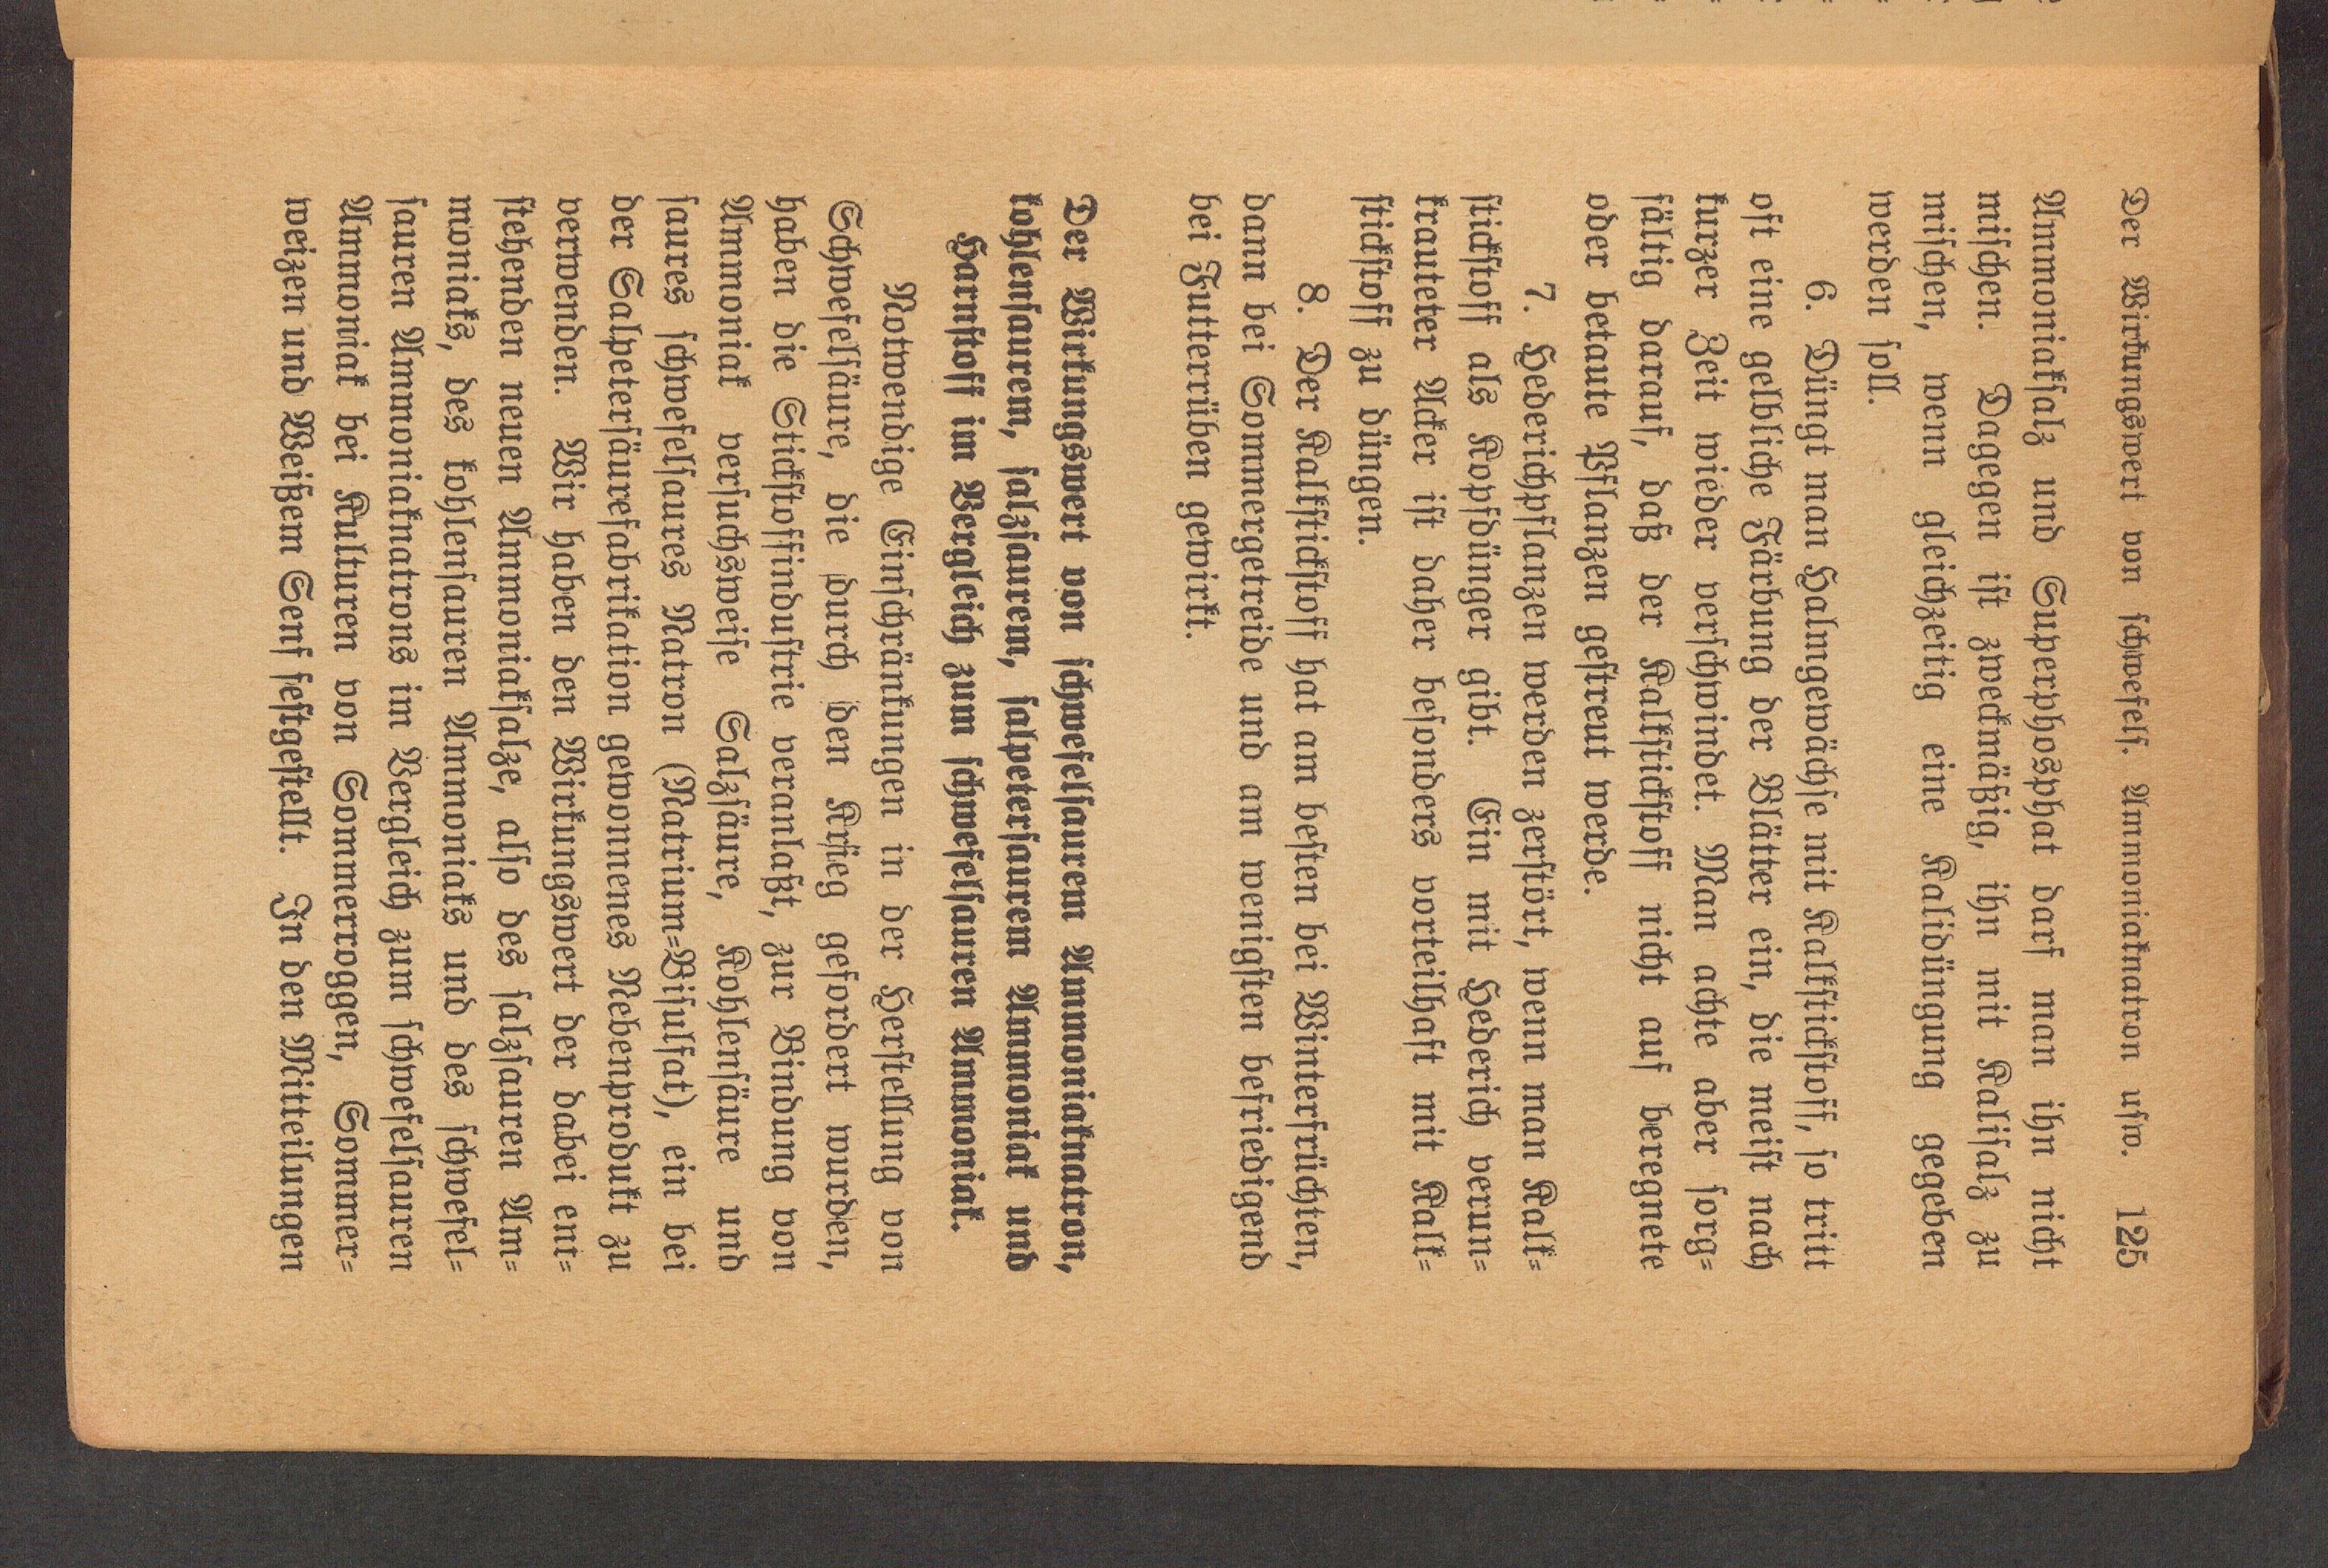 Der Wirkungswert von schwefels. Ammoniaknatron usw. 125
Ammoniaksalz und Superphosphat darf man ihn nicht
mischen. Dagegen ist zweckmäßig, ihn mit Kalisalz zu
mischen, wenn gleichzeitig eine Kalidüngung gegeben
werden soll.
6. Düngt man Halmgewächse mit Kalkstickstoff, so tritt
oft eine gelbliche Färbung der Blätter ein, die meist nach
kurzer Zeit wieder verschwindet. Man achte aber sorg=
fältig darauf, daß der Kalkstickstoff nicht auf beregnete
oder betaute Pflanzen gestreut werde.
7. Hederichpflanzen werden zerstört, wenn man Kalk=
stickstoff als Kopfdünger gibt. Ein mit Hederich verun=
krauteter Acker ist daher besonders vorteilhaft mit Kalk=
stickstoff zu düngen.
8. Der Kalkstickstoff hat am besten bei Winterfrüchten,
dann bei Sommergetreide und am wenigsten befriedigend
bei Futterrüben gewirkt.
Der Wirkungswert von schwefelsaurem Ammoniaknatron,
kohlensaurem, salzsaurem, salpetersaurem Ammoniak und
Harnstoff im Vergleich zum schwefelsauren Ammoniak.
Notwendige Einschränkungen in der Herstellung von
Schwefelsäure, die durch den Krieg gefordert wurden,
haben die Stickstoffindustrie veranlaßt, zur Bindung von
Ammoniak versuchsweise Salzsäure, Kohlensäure und
saures schwefelsaures Natron (Natrium=Bisulfat), ein bei
der Salpetersäurefabrikation gewonnenes Nebenprodukt zu
verwenden. Wir haben den Wirkungswert der dabei ent=
stehenden neuen Ammoniaksalze, also des salzsauren Am=
moniaks, des kohlensauren Ammoniaks und des schwefel=
sauren Ammoniaknatrons im Vergleich zum schwefelsauren
Ammoniak bei Kulturen von Sommerroggen, Sommer=
weizen und Weißem Senf festgestellt. In den Mitteilungen